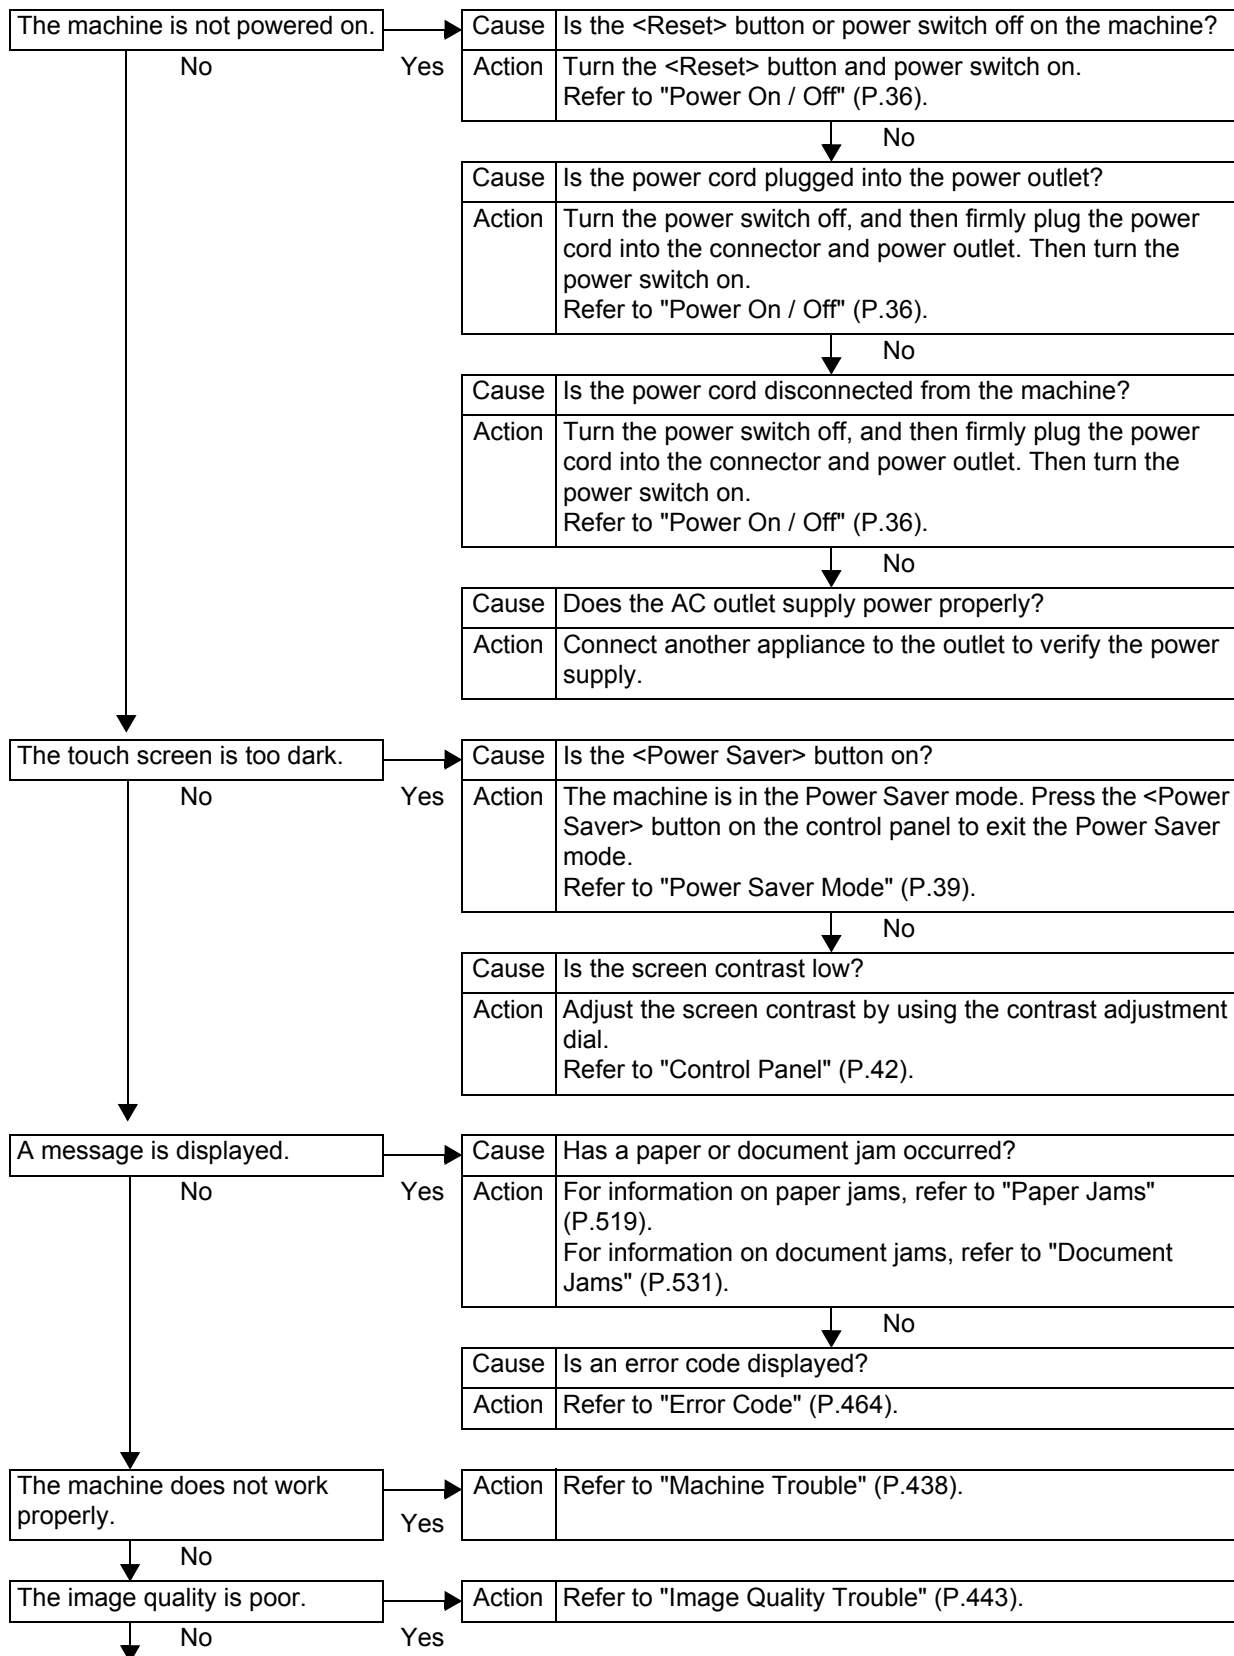 The machine is not powered on.
No
Yes
Cause
Is the <Reset> button or power switch off on the machine?
Action
Turn the <Reset> button and power switch on.
Refer to "Power On / Off" (P.36).
No
Cause
Is the power cord plugged into the power outlet?
Action
Turn the power switch off, and then firmly plug the power
cord into the connector and power outlet. Then turn the
power switch on.
Refer to "Power On / Off" (P.36).
No
Cause
Is the power cord disconnected from the machine?
Action
Turn the power switch off, and then firmly plug the power
cord into the connector and power outlet. Then turn the
power switch on.
Refer to "Power On / Off" (P.36).
No
Cause
Does the AC outlet supply power properly?
Action
Connect another appliance to the outlet to verify the power
supply.
The touch screen is too dark.
No
Yes
Cause
Is the <Power Saver> button on?
Action
The machine is in the Power Saver mode. Press the <Power
Saver> button on the control panel to exit the Power Saver
mode.
Refer to "Power Saver Mode" (P.39).
No
Cause
Is the screen contrast low?
Action
Adjust the screen contrast by using the contrast adjustment
dial.
Refer to "Control Panel" (P.42).
A message is displayed.
No
Yes
Cause
Has a paper or document jam occurred?
Action
For information on paper jams, refer to "Paper Jams"
(P.519).
For information on document jams, refer to "Document
Jams" (P.531).
No
Cause
Is an error code displayed?
Action
Refer to "Error Code" (P.464).
The machine does not work
properly.
No
Yes
Action
Refer to "Machine Trouble" (P.438).
The image quality is poor.
No
Yes
Action
Refer to "Image Quality Trouble" (P.443).